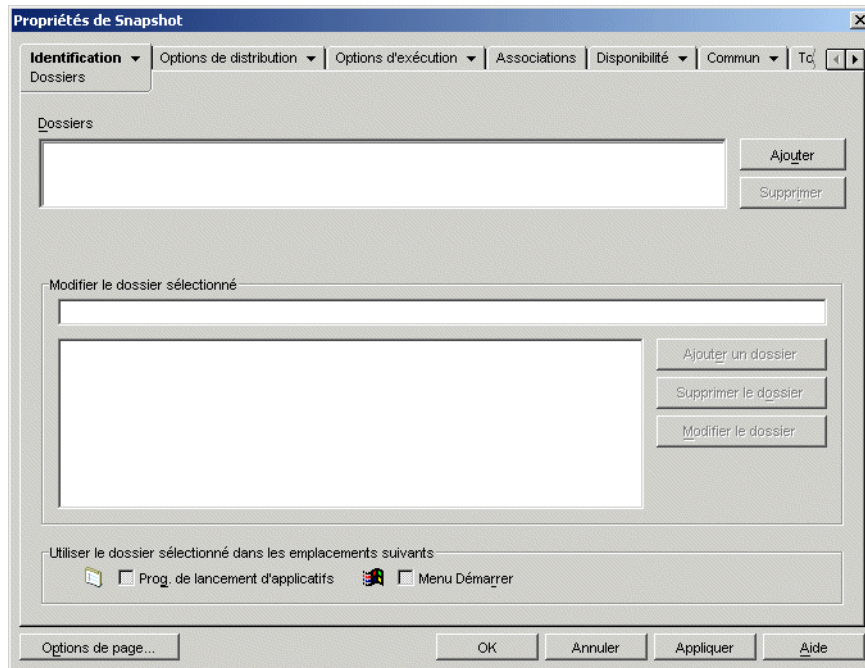 Propriétés de Snapshot
Identification Options de distribution Options d'exécution Associations Disponibilité Commun
Dossiers
Dossiers
Ajouter
Supprimer
Modifier le dossier sélectionné
Ajouter un dossier
Supprimer le dossier
Modifier le dossier
Utiliser le dossier sélectionné dans les emplacements suivants
Prog. de lancement d'applicatifs Menu Démarrer
Options de page... OK Annuler Appliquer Aide